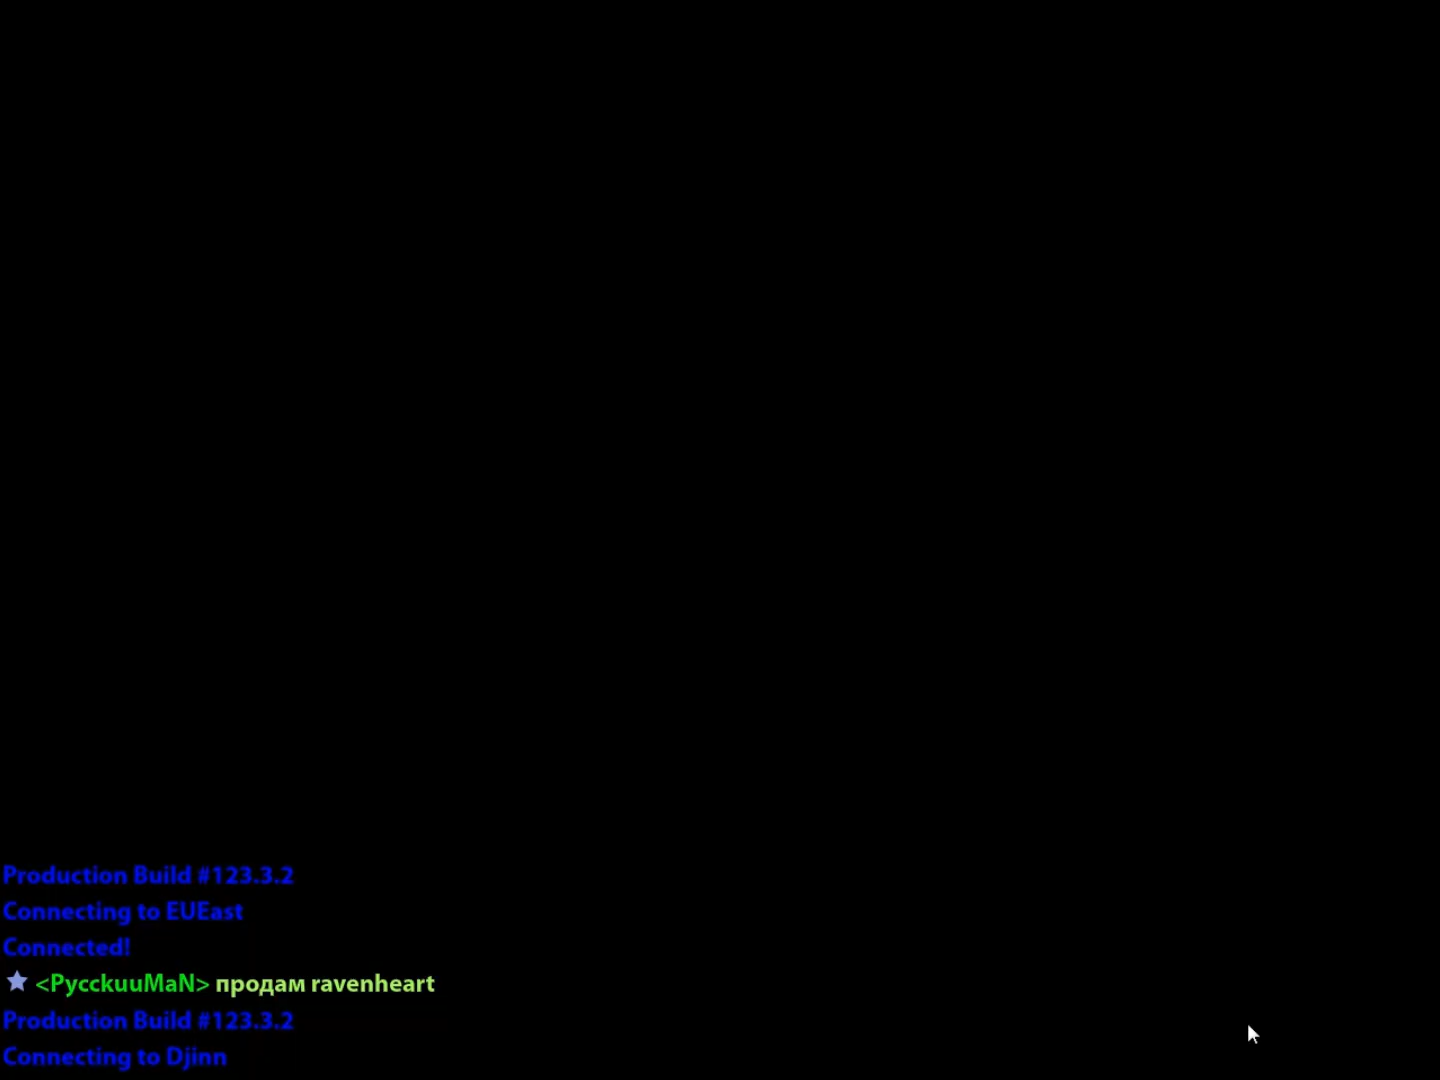 Production Build #123.3.2
Connecting to EUEast
Connected!
<PycckuuMaN> продам ravenheart
Production Build #123.3.2
Connecting to Djinn